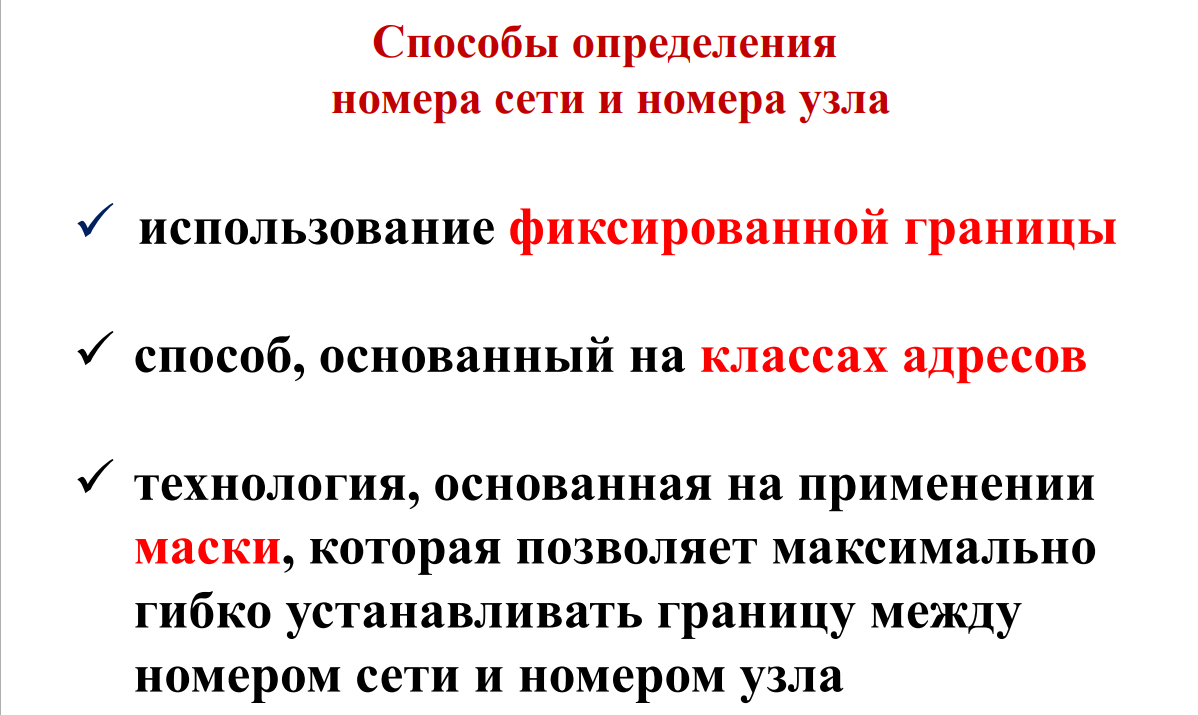 Способы определения
номера сети и номера узла
✓ использование фиксированной границы
✓ способ, основанный на классах адресов
✓ технология, основанная на применении
маски, которая позволяет максимально
гибко устанавливать границу между
номером сети и номером узла